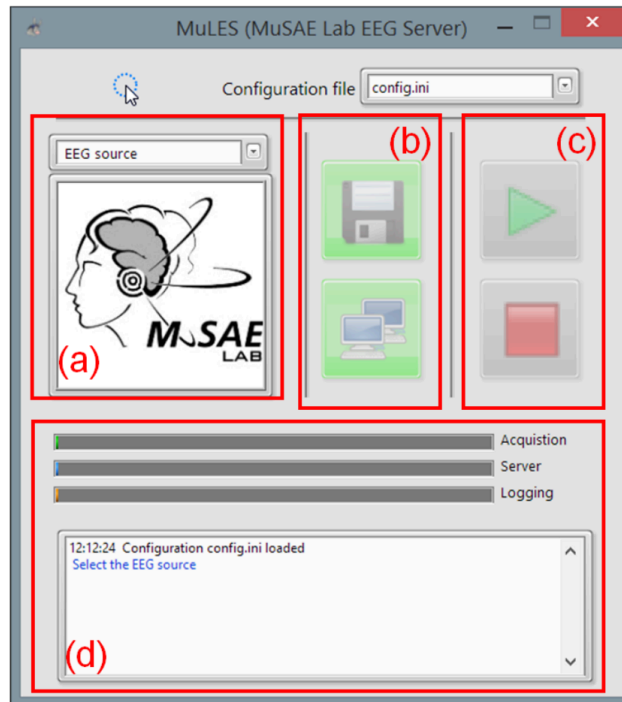 MuLES (MuSAE Lab EEG Server)
Configuration file config.ini
(b)
(c)
EEG source
MuSAE
LAB
(a)
Acquistion
Server
Logging
12:12:24 Configuration config.ini loaded
Select the EEG source
(d)